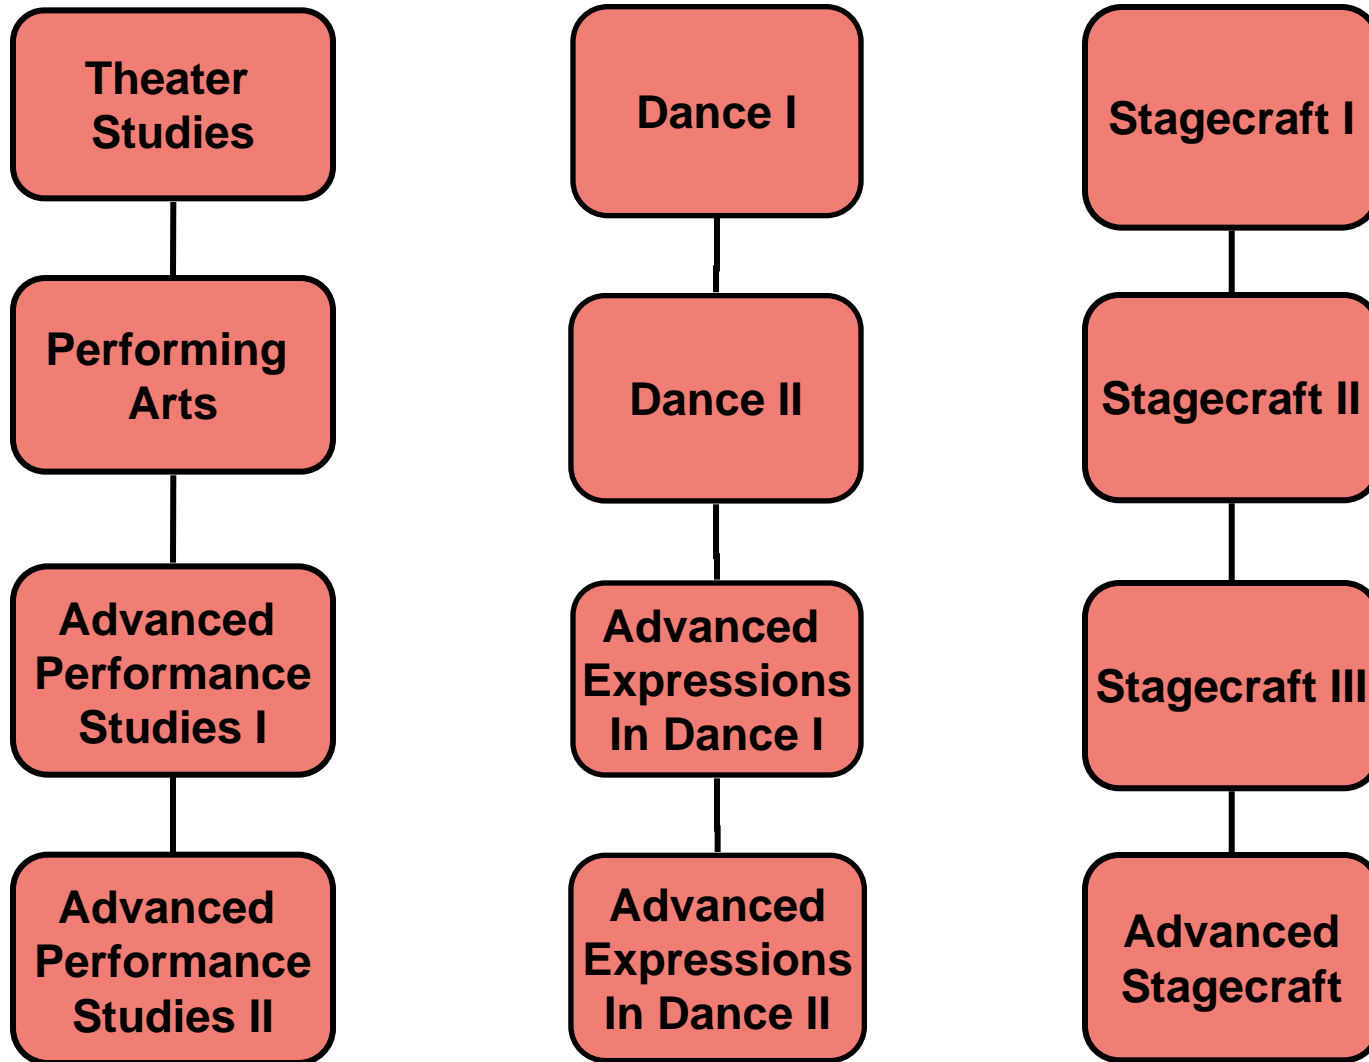 Theater
Studies
Performing
Arts
Advanced
Performance
Studies I
Advanced
Performance
Studies II
Dance I
Dance II
Advanced
Expressions
In Dance I
Advanced
Expressions
In Dance II
Stagecraft I
Stagecraft II
Stagecraft III
Advanced
Stagecraft